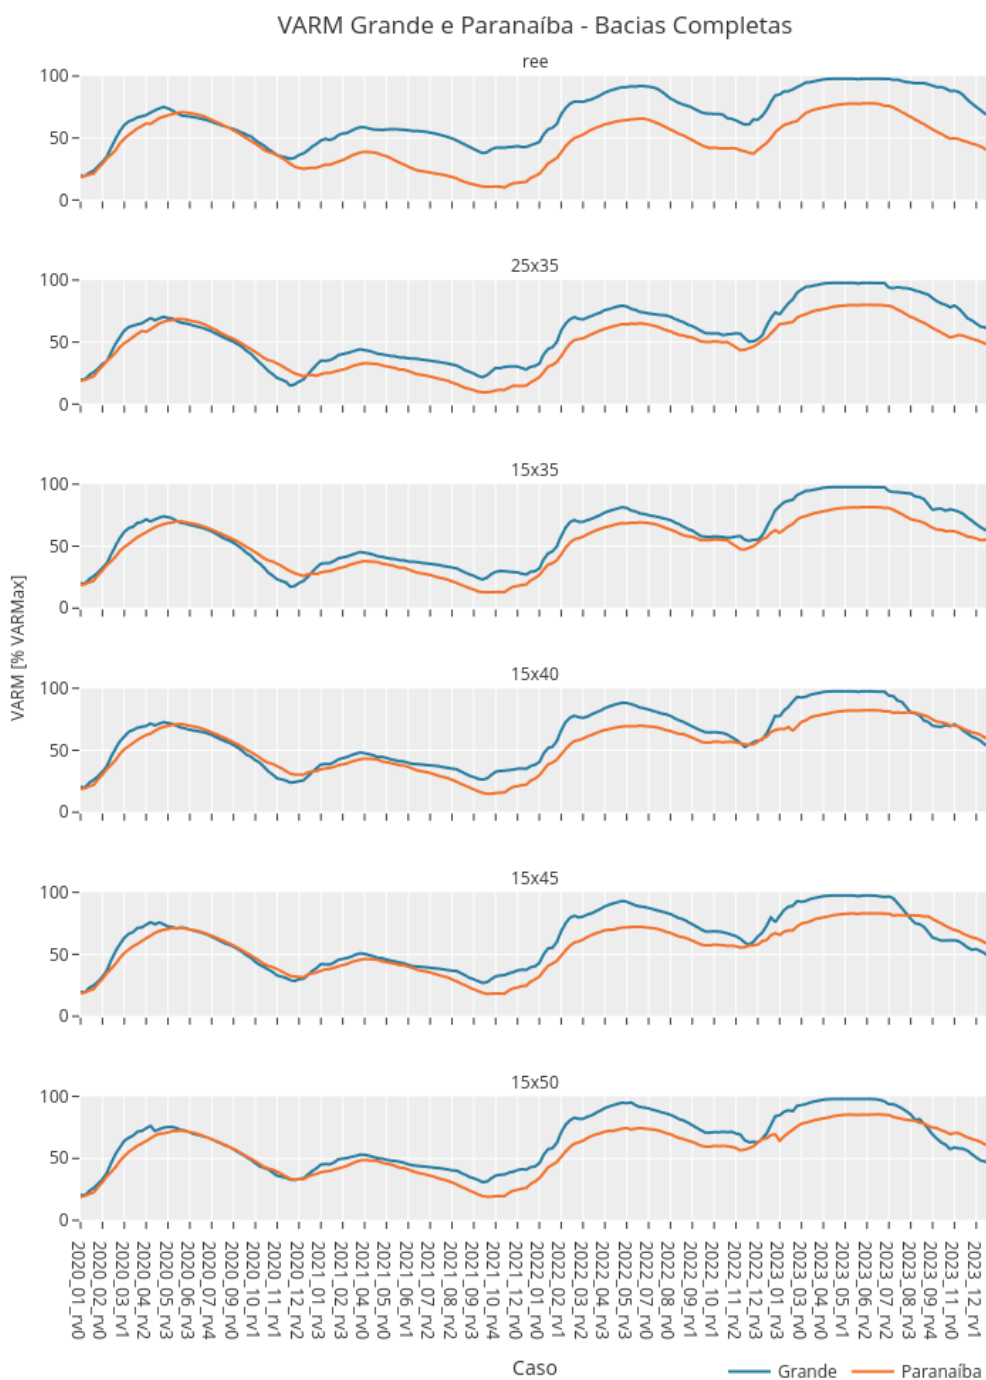 VARM Grande e Paranaíba - Bacias Completas
ree
100
50
0
25x35
100
50
0
15x35
100
50
0
VARM [% VARMax]
15x40
100
50
0
15x45
100
50
0
15x50
100
50
0
2020_01_rv0
2020_02_rv0
2020_03_rv1
2020_04_rv2
2020_05_rv3
2020_06_rv3
2020_07_rv4
2020_09_rv0
2020_10_rv1
2020_11_rv1
2020_12_rv2
2021_01_rv3
2021_02_rv3
2021_04_rv0
2021_05_rv0
2021_06_rv1
2021_07_rv2
2021_08_rv2
2021_09_rv3
2021_10_rv4
2021_12_rv0
2022_01_rv0
2022_02_rv1
2022_03_rv2
2022_04_rv2
2022_05_rv3
2022_07_rv0
2022_08_rv0
2022_09_rv1
2022_10_rv1
2022_11_rv2
2022_12_rv3
2023_01_rv3
2023_03_rv0
2023_04_rv0
2023_05_rv1
2023_06_rv2
2023_07_rv2
2023_08_rv3
2023_09_rv4
2023_11_rv0
2023_12_rv1
Caso
Grande
Paranaíba